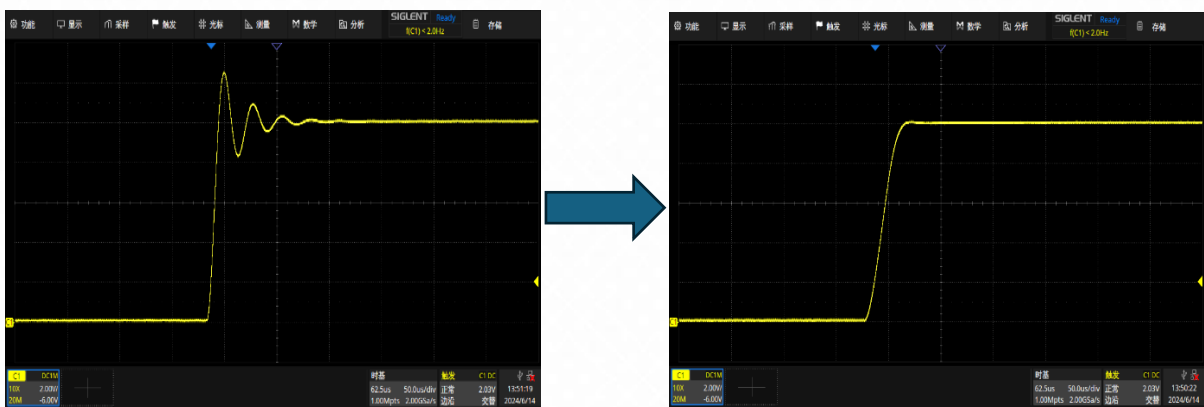 功能 显示 采样 触发 光标 测量 数学 分析 SIGLENT Ready 存储
f(C1) < 2.0Hz
C1
C1 DC1M 时基 触发 C1 DC
10X 2.00V/ 62.5us 50.0us/div 正常 2.03V 13:51:19
20M -6.00V 1.00Mpts 2.00GSa/s 边沿 交替 2024/6/14
功能 显示 采样 触发 光标 测量 数学 分析 SIGLENT Ready 存储
f(C1) < 2.0Hz
C1
C1 DC1M 时基 触发 C1 DC
10X 2.00V/ 62.5us 50.0us/div 正常 2.03V 13:50:22
20M -6.00V 1.00Mpts 2.00GSa/s 边沿 交替 2024/6/14